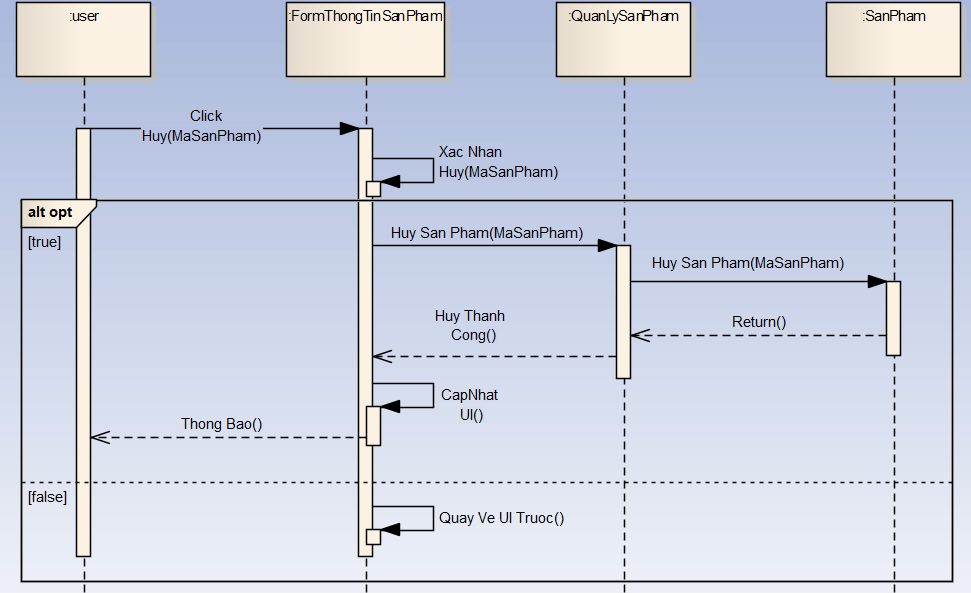 :user
:FormThongTinSanPham
:QuanLySanPham
:SanPham
Click
Huy(MaSanPham)
Xac Nhan
Huy(MaSanPham)
alt opt
[true]
Huy San Pham(MaSanPham)
Huy San Pham(MaSanPham)
Return()
Huy Thanh
Cong()
CapNhat
UI()
Thong Bao()
[false]
Quay Ve UI Truoc()